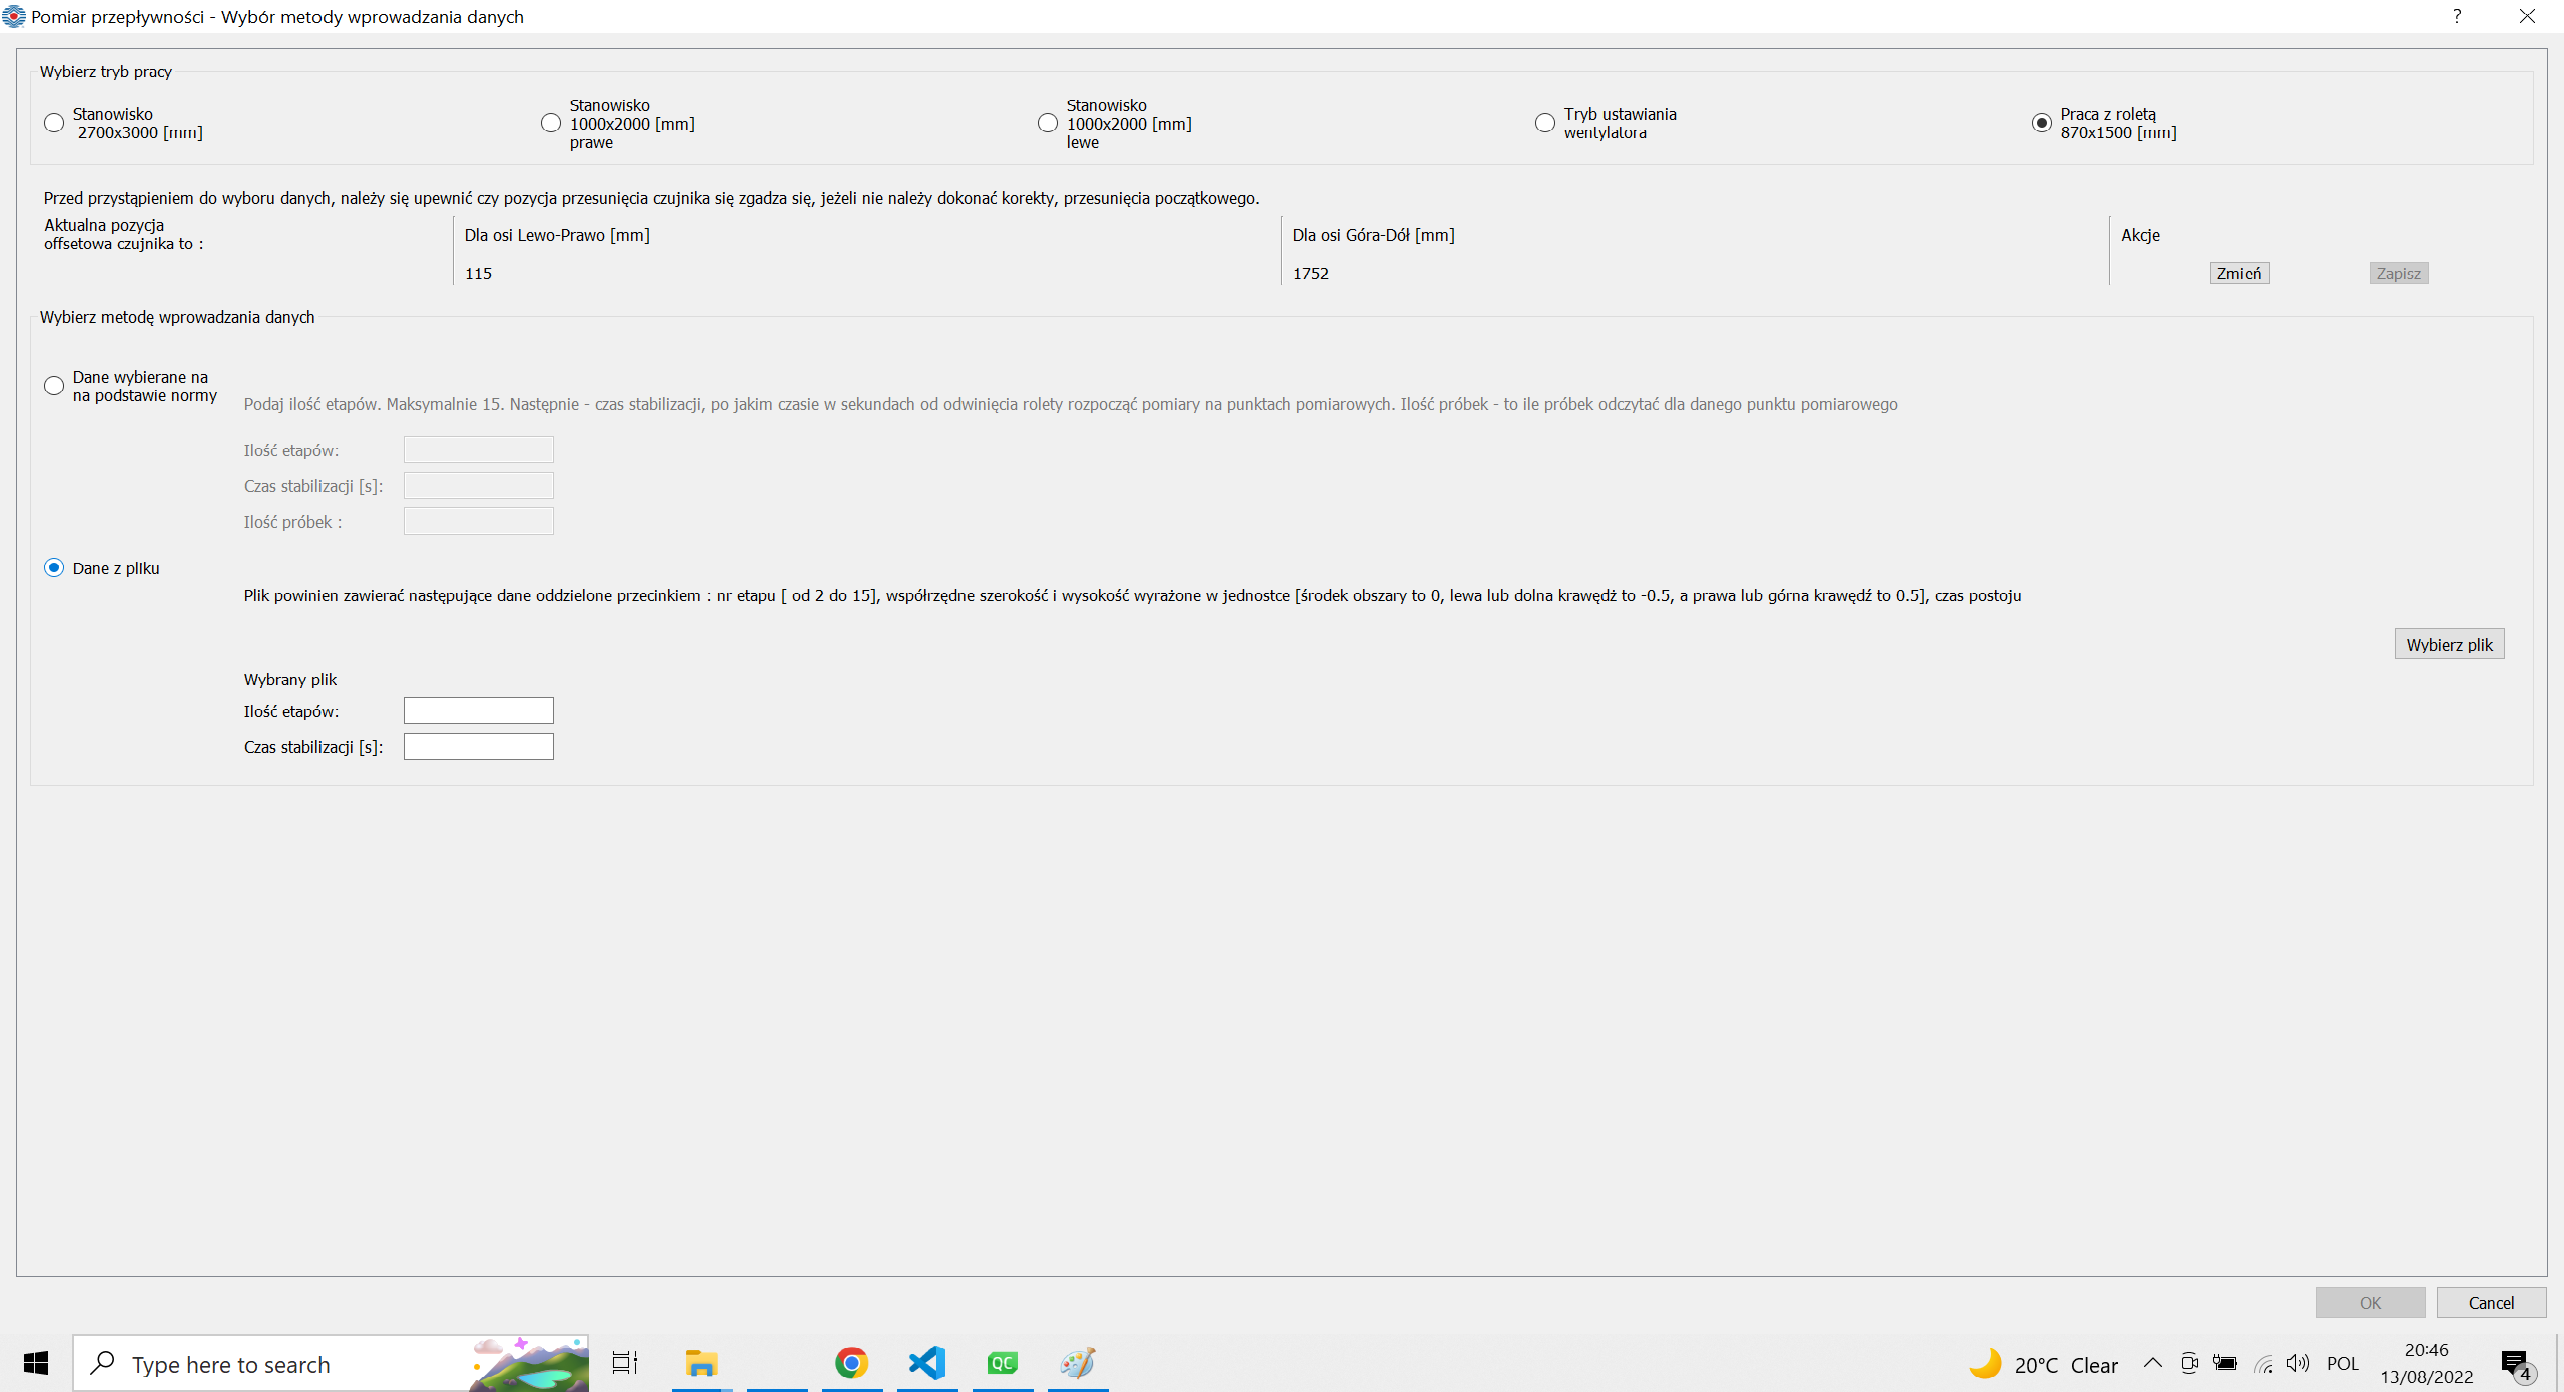 Pomiar przepływności - Wybór metody wprowadzania danych
?
Wybierz tryb pracy
Stanowisko
2700x3000 [mm]
Stanowisko
1000x2000 [mm]
prawe
Stanowisko
1000x2000 [mm]
lewe
Tryb ustawiania
wentylatora
Praca z roletą
870x1500 [mm]
Przed przystąpieniem do wyboru danych, należy się upewnić czy pozycja przesunięcia czujnika się zgadza się, jeżeli nie należy dokonać korekty, przesunięcia początkowego.
Aktualna pozycja
offsetowa czujnika to :
Dla osi Lewo-Prawo [mm]
Dla osi Góra-Dół [mm]
Akcje
115
1752
Zmień
Zapisz
Wybierz metodę wprowadzania danych
Dane wybierane na
na podstawie normy
Podaj ilość etapów. Maksymalnie 15. Następnie - czas stabilizacji, po jakim czasie w sekundach od odwinięcia rolety rozpocząć pomiary na punktach pomiarowych. Ilość próbek - to ile próbek odczytać dla danego punktu pomiarowego
Ilość etapów:
Czas stabilizacji [s]:
Ilość próbek :
Dane z pliku
Plik powinien zawierać następujące dane oddzielone przecinkiem : nr etapu [ od 2 do 15], współrzędne szerokość i wysokość wyrażone w jednostce [środek obszary to 0, lewa lub dolna krawędż to -0.5, a prawa lub górna krawędź to 0.5], czas postoju
Wybierz plik
Wybrany plik
Ilość etapów:
Czas stabilizacji [s]:
OK
Cancel
Type here to search
QC
20°C Clear
POL
20:46
13/08/2022
4